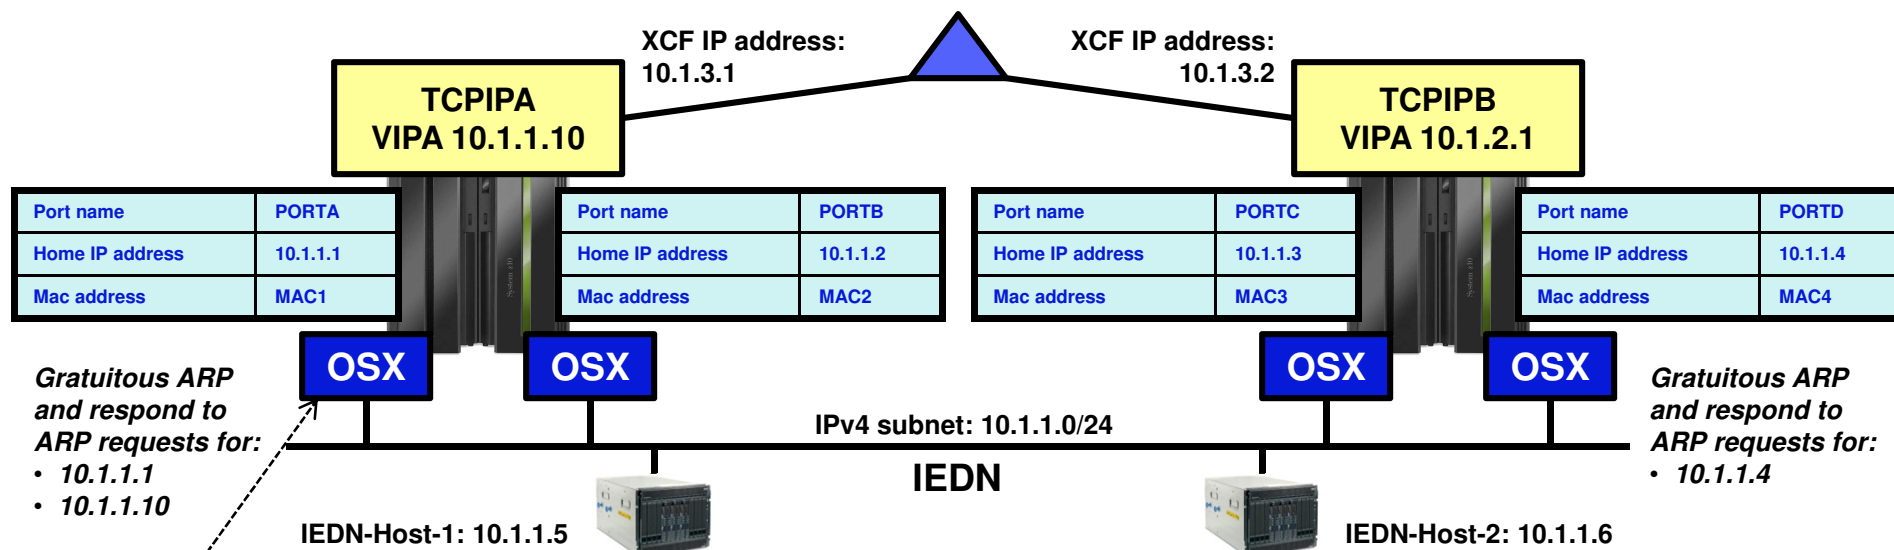 XCF IP address:
10.1.3.1
XCF IP address:
10.1.3.2
TCPIPA
VIPA 10.1.1.10
TCPIPB
VIPA 10.1.2.1
Port name PORTA
Home IP address 10.1.1.1
Mac address MAC1
Port name PORTB
Home IP address 10.1.1.2
Mac address MAC2
Port name PORTC
Home IP address 10.1.1.3
Mac address MAC3
Port name PORTD
Home IP address 10.1.1.4
Mac address MAC4
System z10
System z10
OSX
OSX
OSX
OSX
Gratuitous ARP
and respond to
ARP requests for:
• 10.1.1.1
• 10.1.1.10
IPv4 subnet: 10.1.1.0/24
IEDN
Gratuitous ARP
and respond to
ARP requests for:
• 10.1.1.4
IEDN-Host-1: 10.1.1.5
IEDN-Host-2: 10.1.1.6